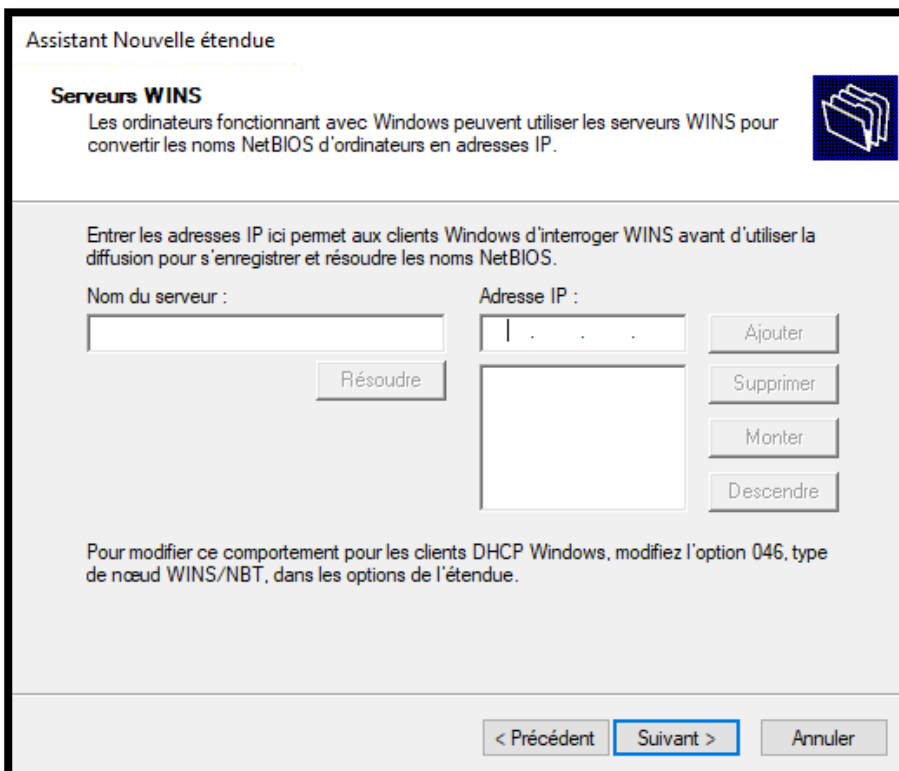 Assistant Nouvelle étendue
Serveurs WINS
Les ordinateurs fonctionnant avec Windows peuvent utiliser les serveurs WINS pour
convertir les noms NetBIOS d'ordinateurs en adresses IP.
Entrer les adresses IP ici permet aux clients Windows d'interroger WINS avant d'utiliser la
diffusion pour s'enregistrer et résoudre les noms NetBIOS.
Nom du serveur :
Adresse IP :
. . .
Ajouter
Résoudre
Supprimer
Monter
Descendre
Pour modifier ce comportement pour les clients DHCP Windows, modifiez l'option 046, type
de nœud WINS/NBT, dans les options de l'étendue.
< Précédent
Suivant >
Annuler